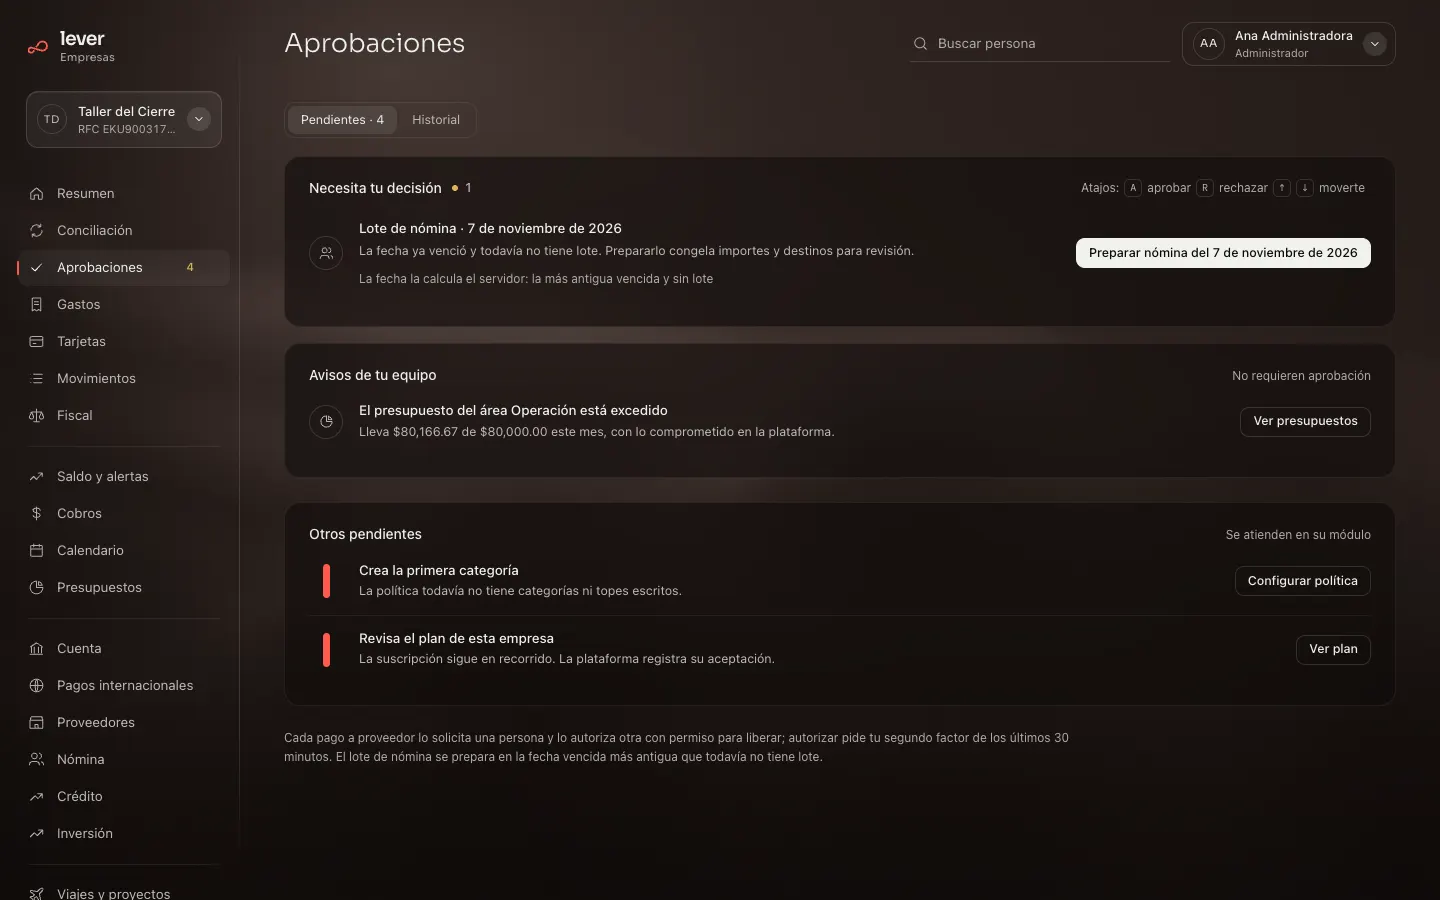 lever
Empresas
TD
Taller del Cierre
RFC EKU900317...
Resumen
Conciliación
Aprobaciones 4
Gastos
Tarjetas
Movimientos
Fiscal
Saldo y alertas
Cobros
Calendario
Presupuestos
Cuenta
Pagos internacionales
Proveedores
Nómina
Crédito
Inversión
Viajes y proyectos
Aprobaciones
Buscar persona
AA
Ana Administradora
Administrador
Pendientes · 4 Historial
Necesita tu decisión 1
Atajos: A aprobar R rechazar ↑ ↓ moverte
Lote de nómina · 7 de noviembre de 2026
La fecha ya venció y todavía no tiene lote. Prepararlo congela importes y destinos para revisión.
La fecha la calcula el servidor: la más antigua vencida y sin lote
Preparar nómina del 7 de noviembre de 2026
Avisos de tu equipo
No requieren aprobación
El presupuesto del área Operación está excedido
Lleva $80,166.67 de $80,000.00 este mes, con lo comprometido en la plataforma.
Ver presupuestos
Otros pendientes
Se atienden en su módulo
Crea la primera categoría
La política todavía no tiene categorías ni topes escritos.
Configurar política
Revisa el plan de esta empresa
La suscripción sigue en recorrido. La plataforma registra su aceptación.
Ver plan
Cada pago a proveedor lo solicita una persona y lo autoriza otra con permiso para liberar; autorizar pide tu segundo factor de los últimos 30
minutos. El lote de nómina se prepara en la fecha vencida más antigua que todavía no tiene lote.